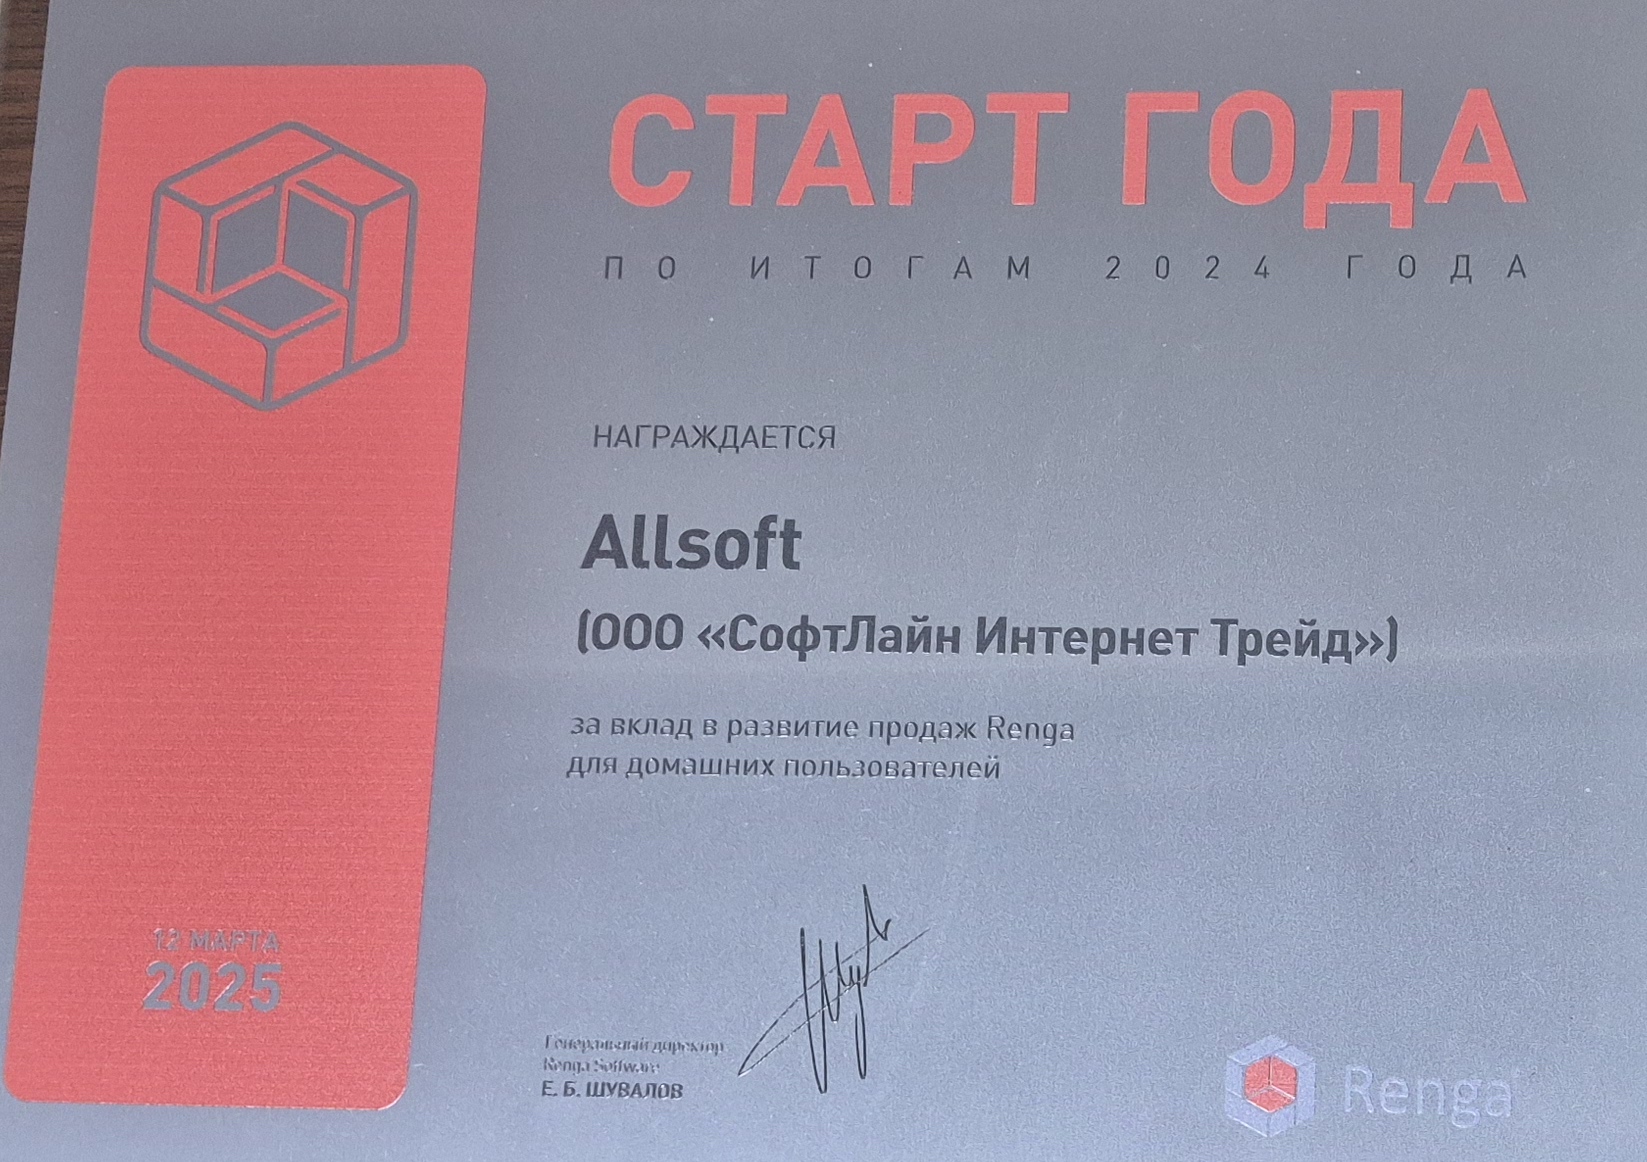 СТАРТ ГОДА
ПО ИТОГАМ 2024 ГОДА
НАГРАЖДАЕТСЯ
Allsoft
(ООО «СофтЛайн Интернет Трейд»)
за вклад в развитие продаж Renga
для домашних пользователей
12 МАРТА
2025
Генеральный директор
Renga Software
Е. Б. ШУВАЛОВ
Renga